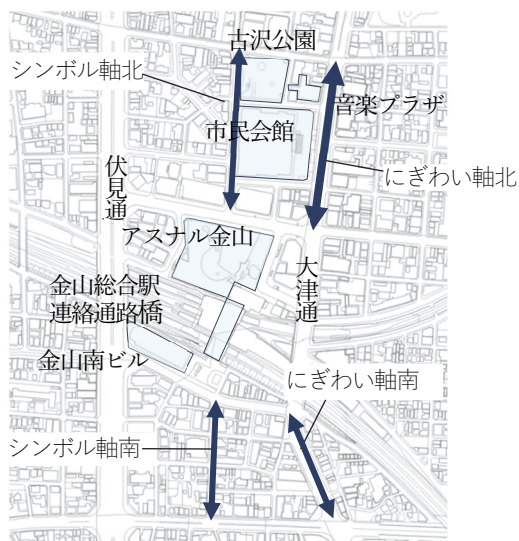 古沢公園
シンボル軸北
音楽プラザ
市民会館
にぎわい軸北
伏見通
アスナル金山
大津通
金山総合駅
連絡通路橋
金山南ビル
にぎわい軸南
シンボル軸南